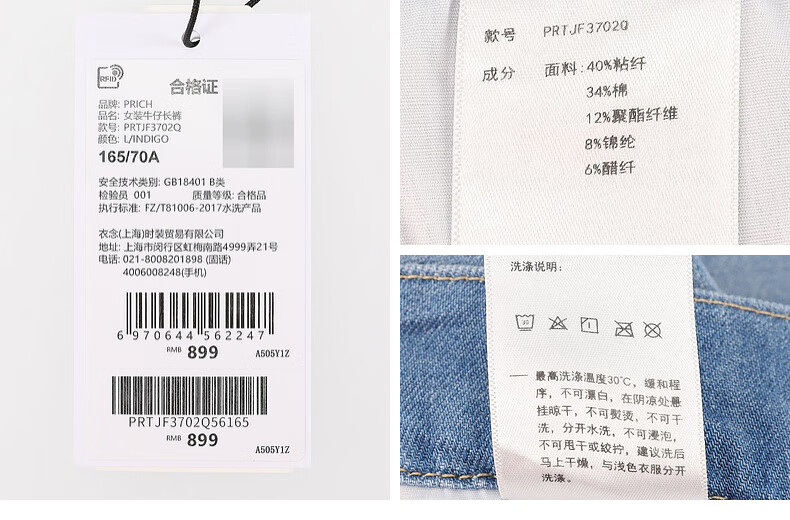 RFID
合格证
品牌: PRICH
品名: 女装牛仔长裤
款号: PRTJF3702Q
颜色: L/INDIGO
165/70A
安全技术类别: GB18401 B类
检验员 001 质量等级: 合格品
执行标准: FZ/T81006-2017水洗产品
衣念(上海)时装贸易有限公司
地址: 上海市闵行区虹梅南路4999弄21号
电话: 021-8008201898 (固话)
4006008248(手机)
6 970644 562247
RMB 899 A505Y1Z
PRTJF3702Q56165
RMB 899 A505Y1Z
款号 PRTJF3702Q
成分 面料:40%粘纤
34%棉
12%聚酯纤维
8%锦纶
6%醋纤
洗涤说明:
30
一 最高洗涤温度30℃, 缓和程
序, 不可漂白, 在阴凉处悬
挂晾干, 不可熨烫, 不可干
洗, 分开水洗, 不可浸泡,
不可甩干或绞拧, 建议洗后
马上干燥, 与浅色衣服分开
洗涤.